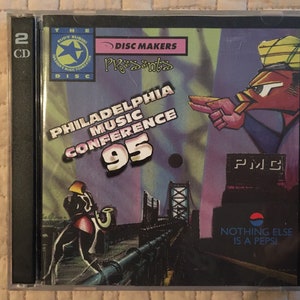 2
CD
THE
DISC
DISC MAKERS
Presents
PHILADELPHIA
MUSIC
CONFERENCE
95
PMC
NOTHING ELSE
IS A PEPSI